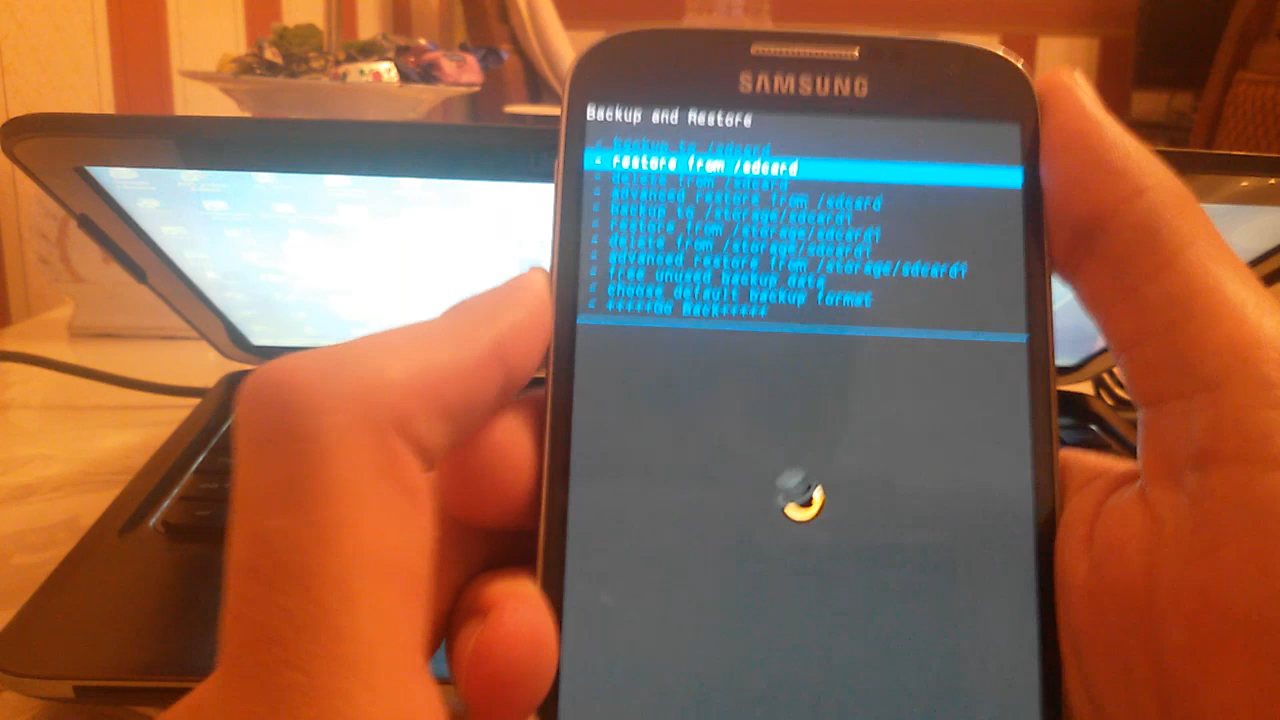 SAMSUNG
Backup and Restore
- backup to /sdcard
- restore from /sdcard
- delete from /sdcard
- advanced restore from /sdcard
- backup to /storage/sdcard1
- restore from /storage/sdcard1
- delete from /storage/sdcard1
- advanced restore from /storage/sdcard1
- free unused backup data
- choose default backup format
- +++++Go Back+++++